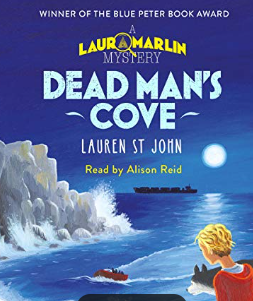 WINNER OF THE BLUE PETER BOOK AWARD
A
LAURA MARLIN
MYSTERY
DEAD MAN'S
COVE
LAUREN ST JOHN
Read by Alison Reid